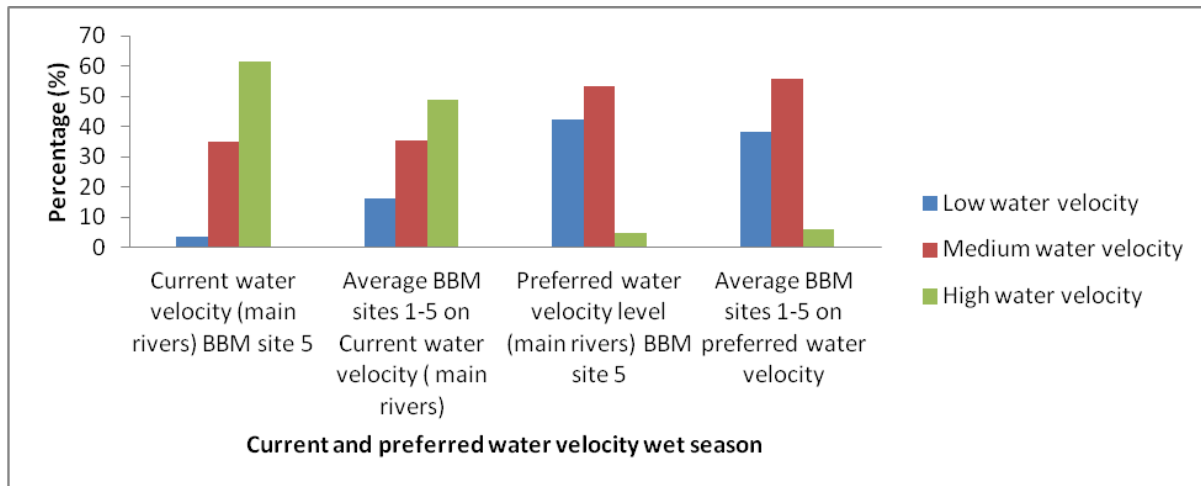 70
60
50
40
30
20
10
0
Percentage (%)
Current water
velocity (main
rivers) BBM site 5
Average BBM
sites 1-5 on
Current water
velocity ( main
rivers)
Preferred water
velocity level
(main rivers) BBM
site 5
Average BBM
sites 1-5 on
preferred water
velocity
Current and preferred water velocity wet season
Low water velocity
Medium water velocity
High water velocity